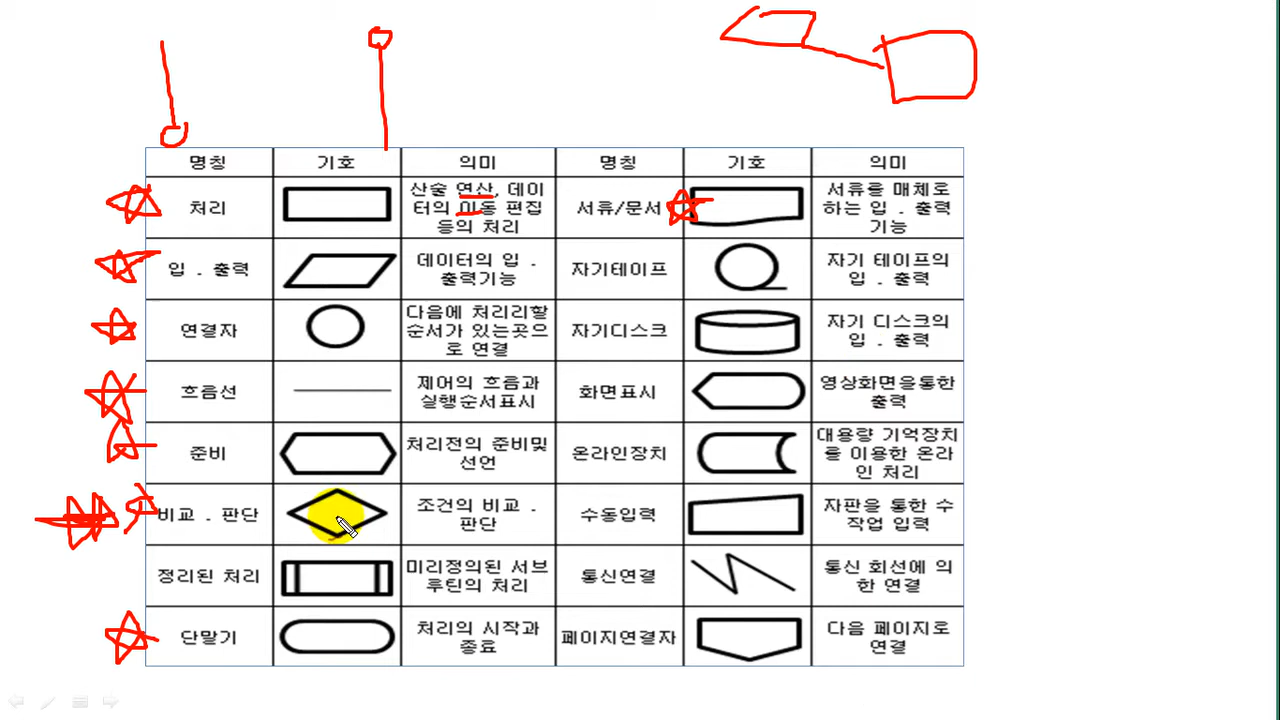 명칭 기호 의미 명칭 기호 의미
처리
산술 연산, 데이
터의 이동 편집
등의 처리
서류/문서
서류을 매체로
하는 입 . 출력
기능
입 . 출력
데이터의 입 .
출력기능
자기테이프
자기 테이프의
입 . 출력
연결자
다음에 처리리할
순서가 있는곳으
로 연결
자기디스크
자기 디스크의
입 . 출력
흐름선
제어의 흐름과
실행순서표시
화면표시
영상화면을통한
출력
준비
처리전의 준비및
선언
온라인장치
대용량 기억장치
을 이용한 온라
인 처리
비교 . 판단
조건의 비교 .
판단
수동입력
자판을 통한 수
작업 입력
정리된 처리
미리정의된 서브
루틴의 처리
통신연결
통신 회선에 의
한 연결
단말기
처리의 시작과
종료
페이지연결자
다음 페이지로
연결